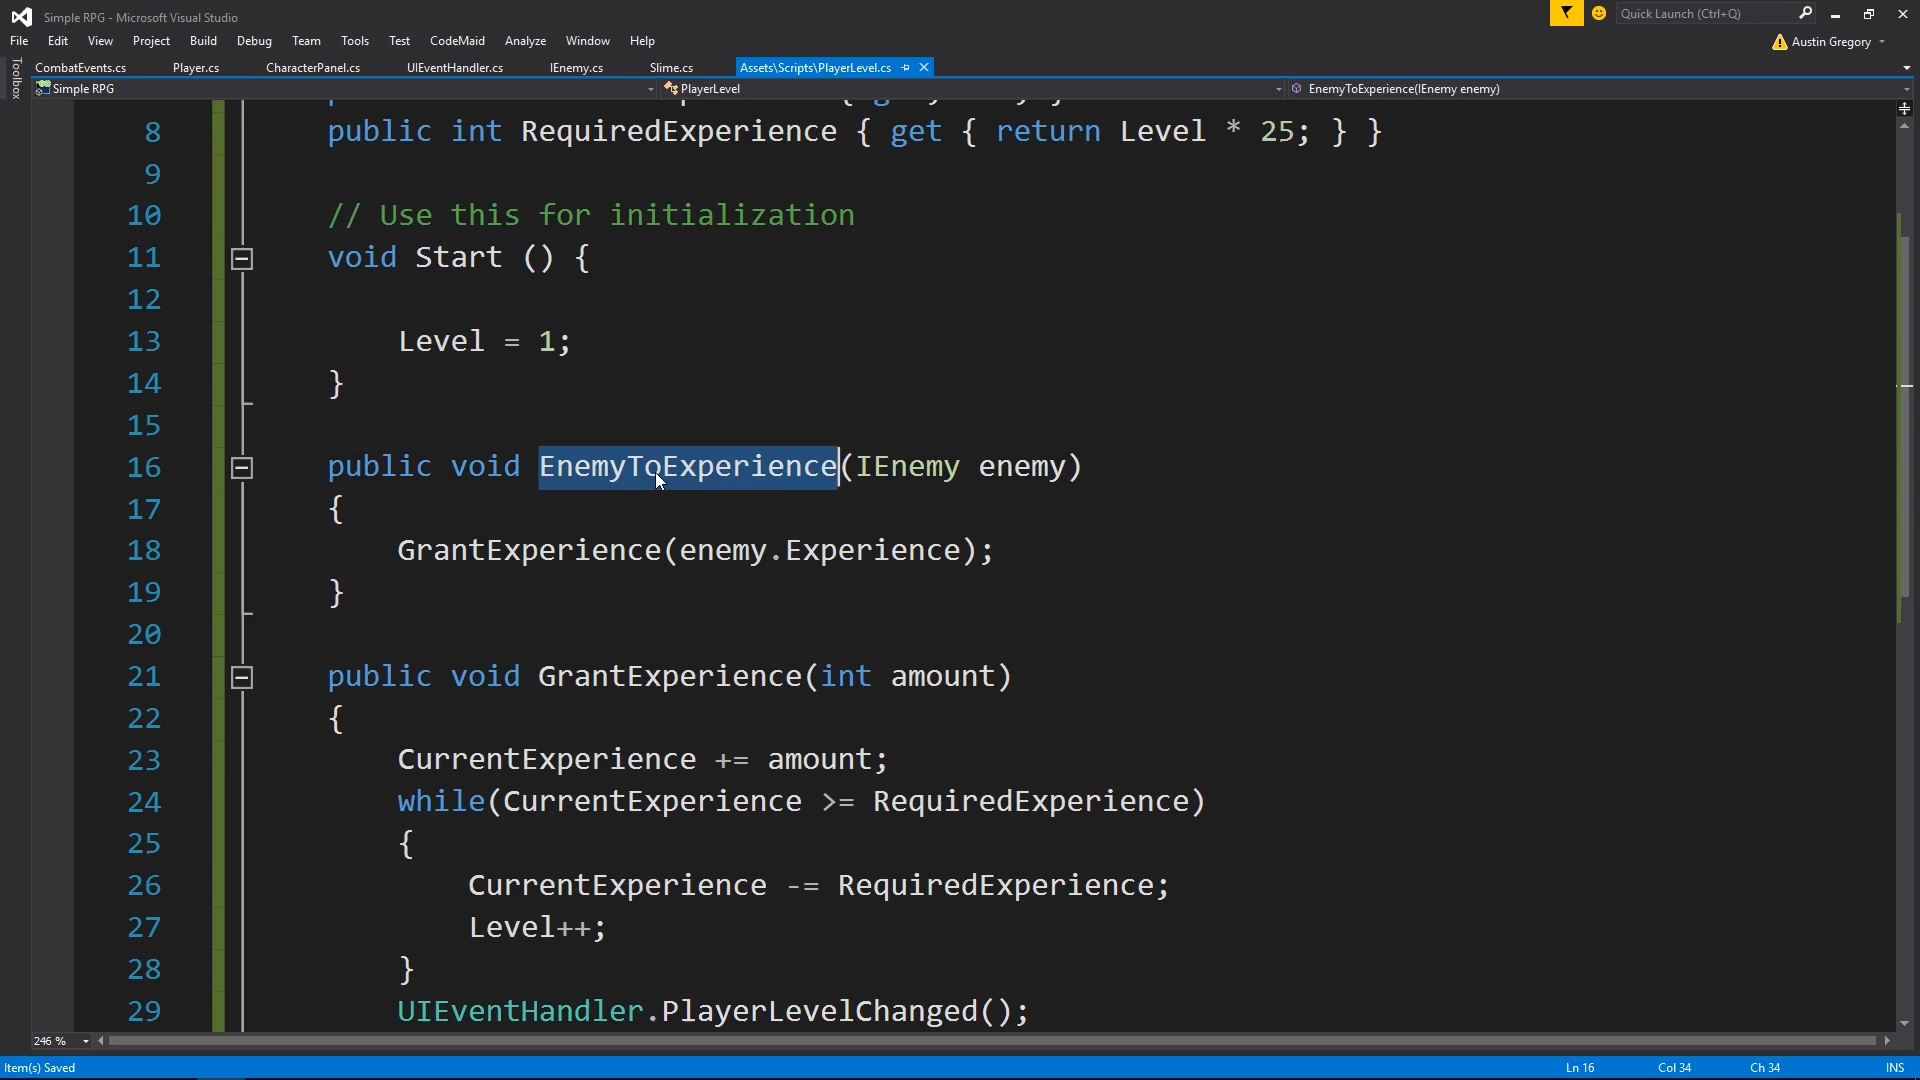 Simple RPG - Microsoft Visual Studio
Quick Launch (Ctrl+Q)
File Edit View Project Build Debug Team Tools Test CodeMaid Analyze Window Help
Austin Gregory
Toolbox
CombatEvents.cs Player.cs CharacterPanel.cs UIEventHandler.cs IEnemy.cs Slime.cs Assets\Scripts\PlayerLevel.cs
Simple RPG PlayerLevel EnemyToExperience(IEnemy enemy)
8 public int RequiredExperience { get { return Level * 25; } }
9
10 // Use this for initialization
11 void Start () {
12
13 Level = 1;
14 }
15
16 public void EnemyToExperience(IEnemy enemy)
17 {
18 GrantExperience(enemy.Experience);
19 }
20
21 public void GrantExperience(int amount)
22 {
23 CurrentExperience += amount;
24 while(CurrentExperience >= RequiredExperience)
25 {
26 CurrentExperience -= RequiredExperience;
27 Level++;
28 }
29 UIEventHandler.PlayerLevelChanged();
246 %
Item(s) Saved Ln 16 Col 34 Ch 34 INS